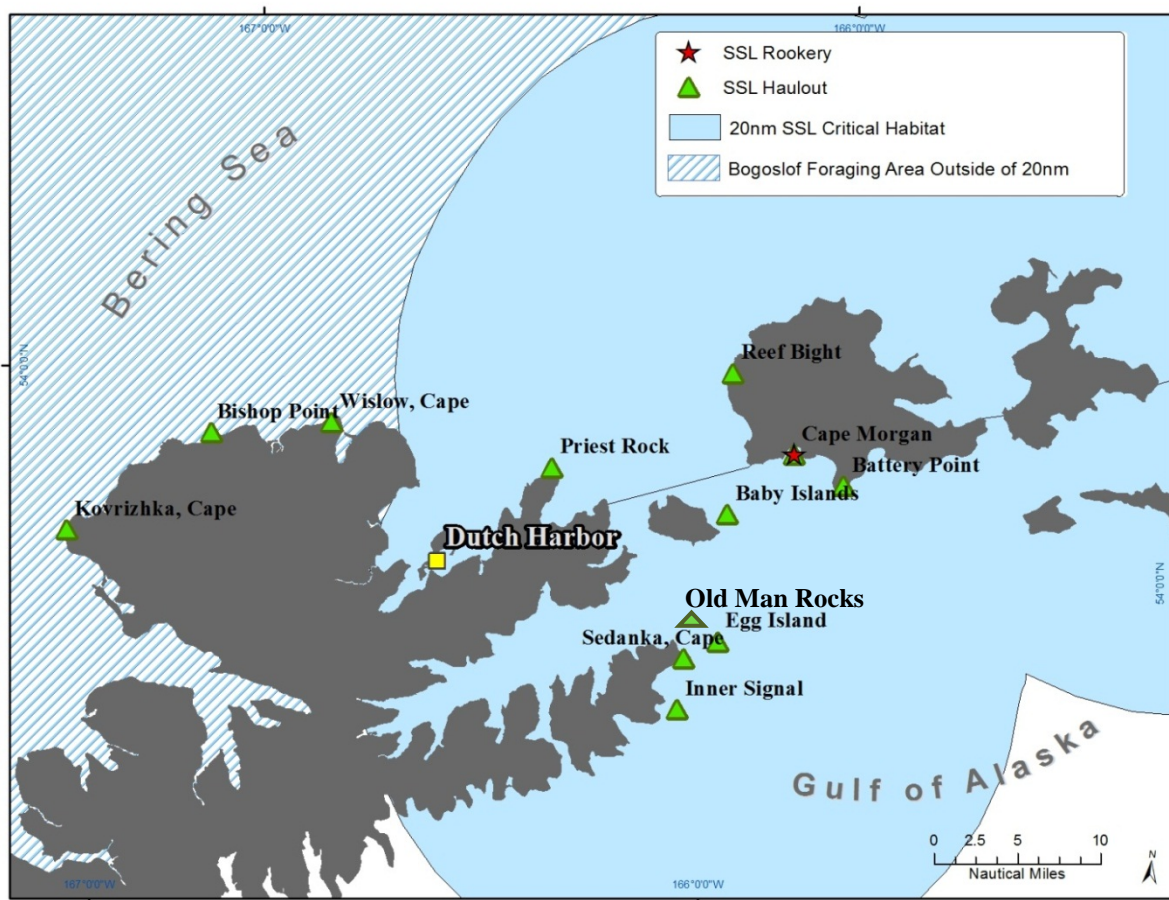 167°0'0"W
166°0'0"W
SSL Rookery
SSL Haulout
20nm SSL Critical Habitat
Bogoslof Foraging Area Outside of 20nm
Bering Sea
54°0'0"N
Reef Bight
Wislow, Cape
Bishop Point
Cape Morgan
Priest Rock
Battery Point
Baby Islands
Kovrizhka, Cape
Dutch Harbor
54°0'0"N
Old Man Rocks
Egg Island
Sedanka, Cape
Inner Signal
Gulf of Alaska
0 2.5 5 10
Nautical Miles
N
167°0'0"W
166°0'0"W